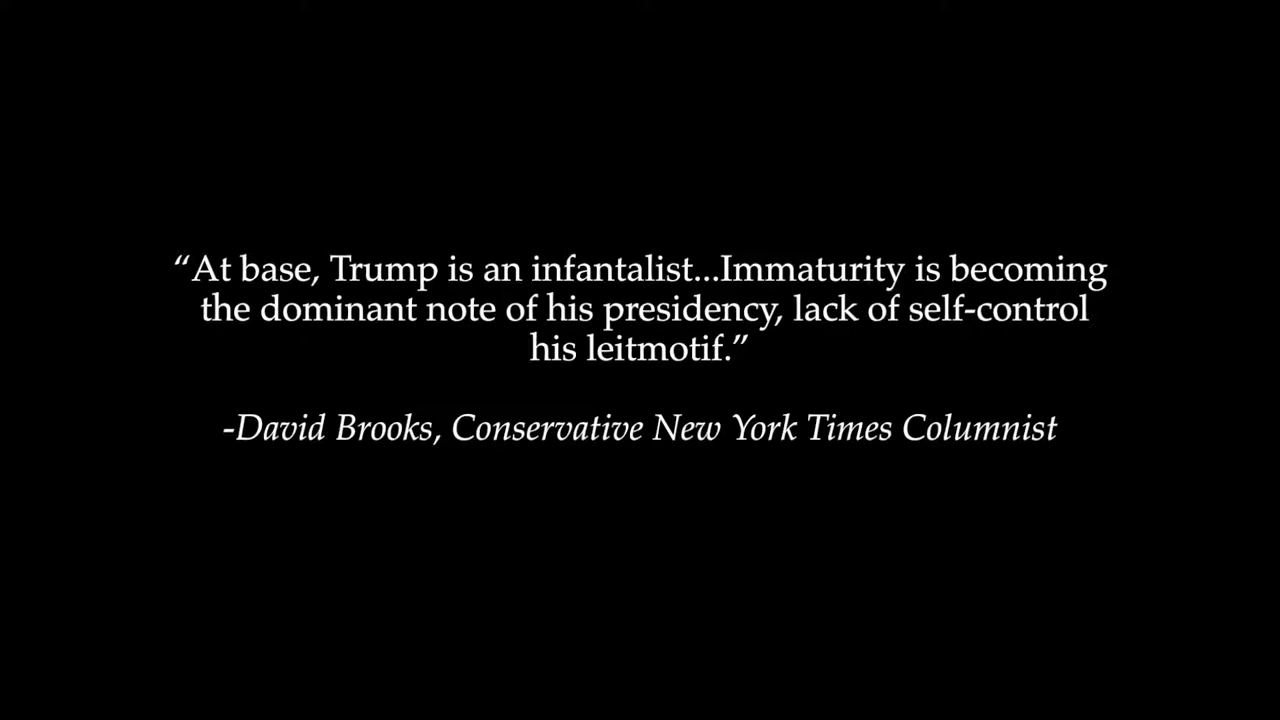 “At base, Trump is an infantalist...Immaturity is becoming
the dominant note of his presidency, lack of self-control
his leitmotif.”
-David Brooks, Conservative New York Times Columnist